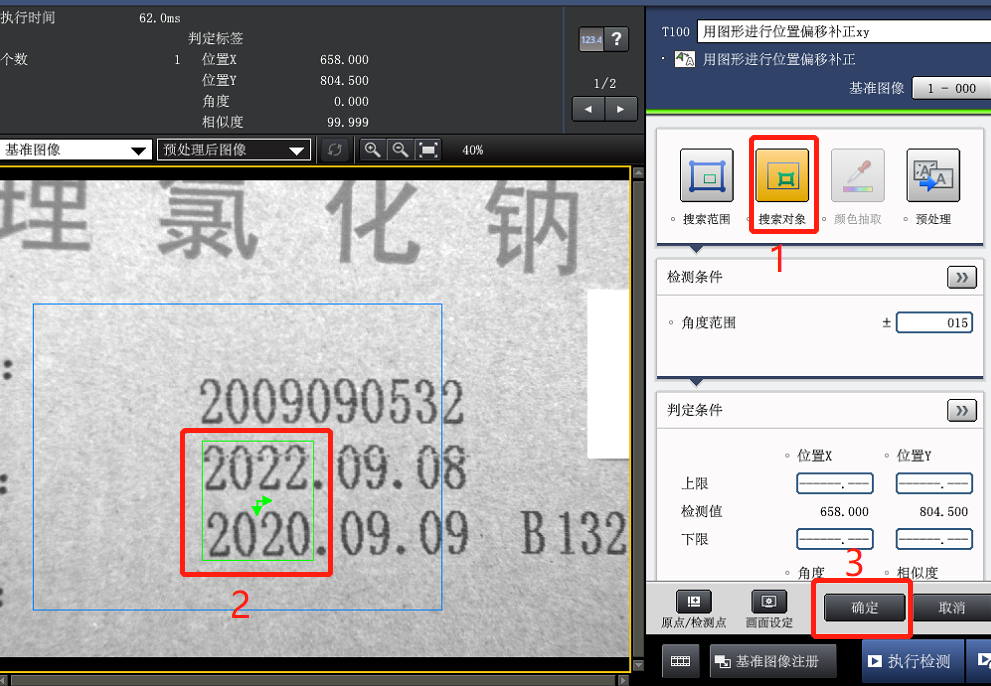 执行时间 62.0ms
判定标签
个数 1 位置X 658.000
位置Y 804.500
角度 0.000
相似度 99.999
123.4 ?
1/2
基准图像 预处理后图像 40%
理 氯 化 钠
2009090532
2022.09.08
2020.09.09 B132
2
T100 用图形进行位置偏移补正xy
· 用图形进行位置偏移补正
基准图像 1 - 000
搜索范围 搜索对象 颜色抽取 预处理
1
检测条件
角度范围 ± 015
判定条件
位置X 位置Y
上限 ------.--- ------.---
检测值 658.000 804.500
下限 ------.--- ------.---
角度 相似度
3
原点/检测点 画面设定 确定 取消
基准图像注册 执行检测